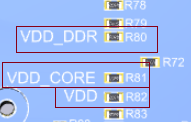 R78
R79
VDD_DDR R80
R72
VDD_CORE R81
VDD R82
R83